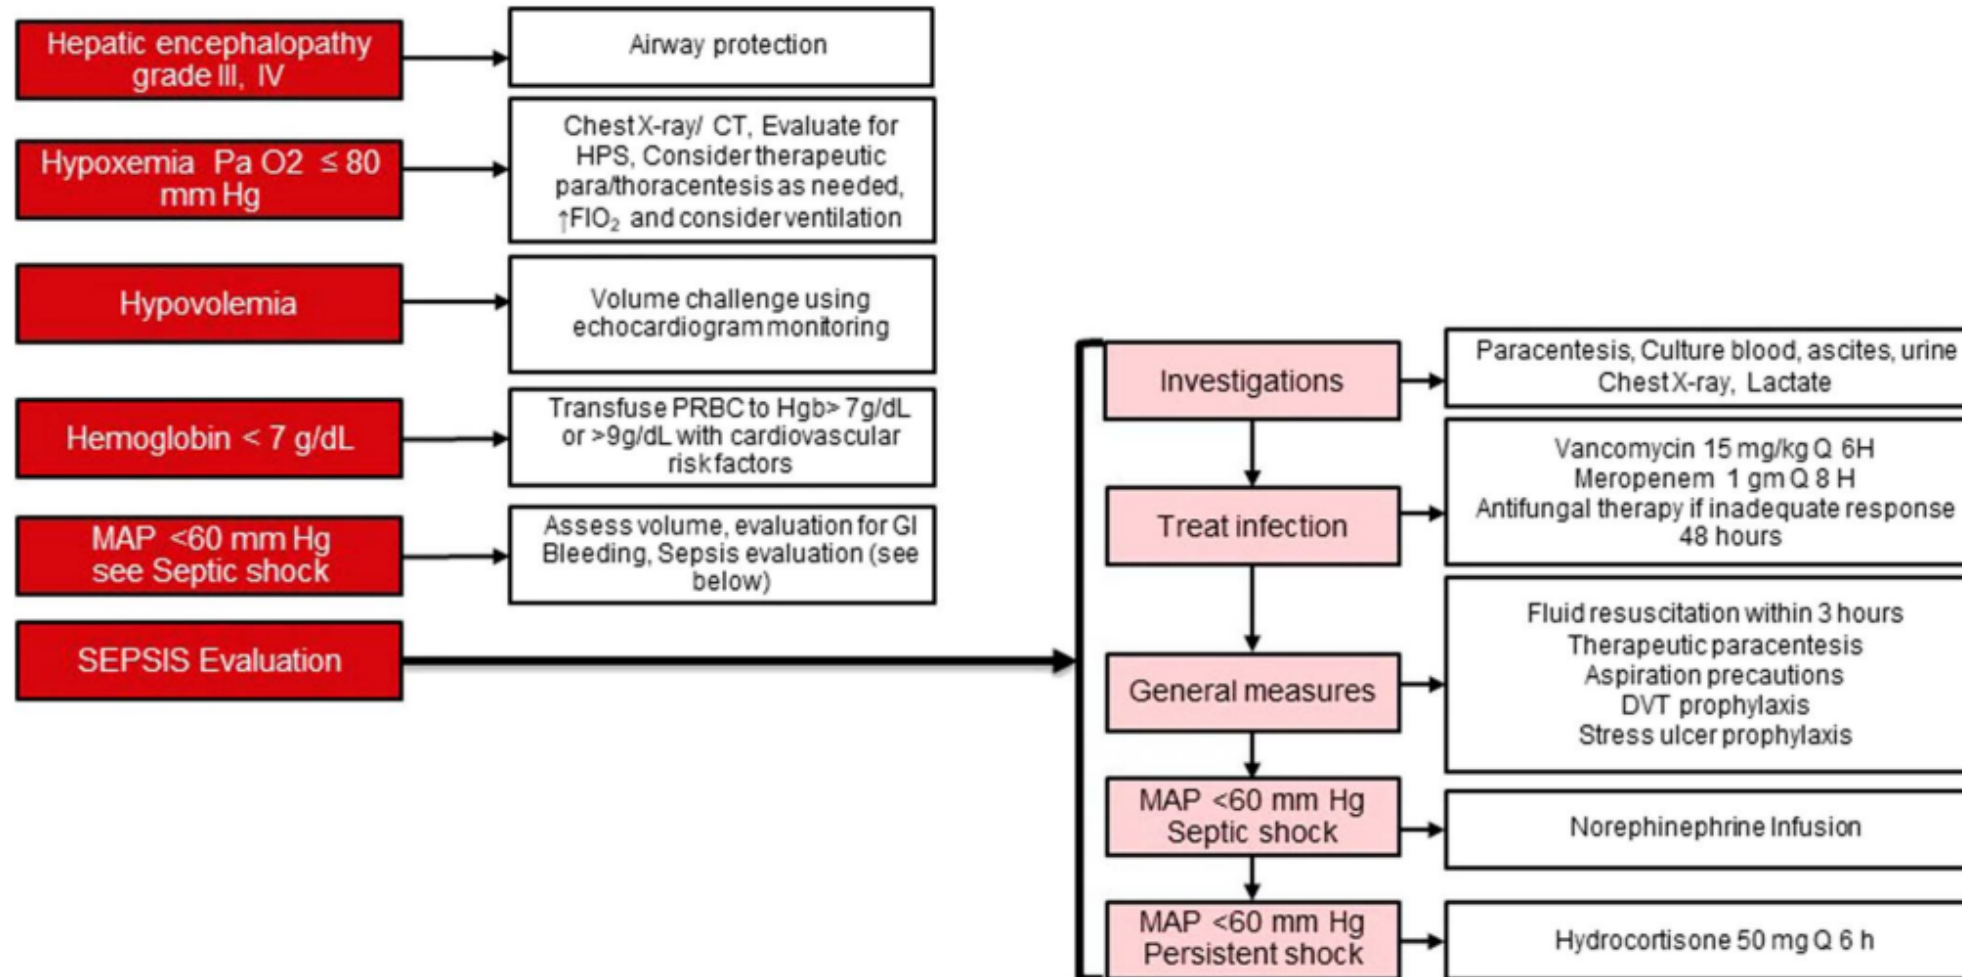 Hepatic encephalopathy
grade III, IV
Airway protection
Hypoxemia Pa O2 ≤ 80
mm Hg
Chest X-ray/ CT, Evaluate for
HPS, Consider therapeutic
para/thoracentesis as needed,
↑FIO₂ and consider ventilation
Hypovolemia
Volume challenge using
echocardiogram monitoring
Hemoglobin < 7 g/dL
Transfuse PRBC to Hgb> 7g/dL
or >9g/dL with cardiovascular
risk factors
MAP <60 mm Hg
see Septic shock
Assess volume, evaluation for GI
Bleeding, Sepsis evaluation (see
below)
SEPSIS Evaluation
Investigations
Paracentesis, Culture blood, ascites, urine
Chest X-ray, Lactate
Treat infection
Vancomycin 15 mg/kg Q 6H
Meropenem 1 gm Q 8 H
Antifungal therapy if inadequate response
48 hours
General measures
Fluid resuscitation within 3 hours
Therapeutic paracentesis
Aspiration precautions
DVT prophylaxis
Stress ulcer prophylaxis
MAP <60 mm Hg
Septic shock
Norephinephrine Infusion
MAP <60 mm Hg
Persistent shock
Hydrocortisone 50 mg Q 6 h